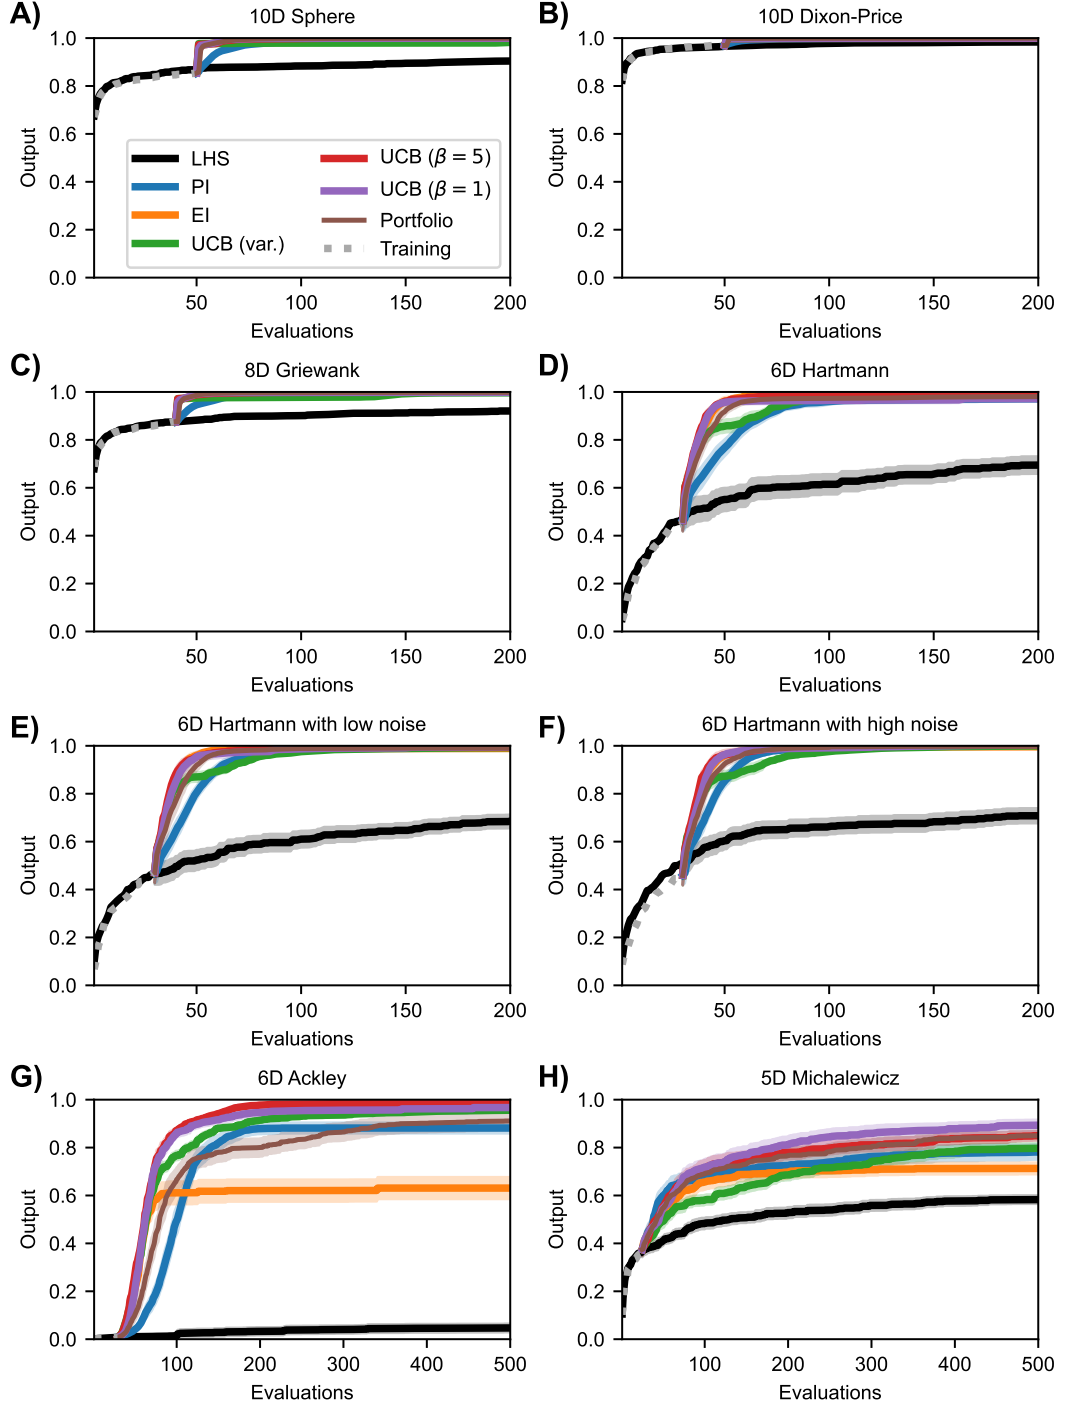 A)
10D Sphere
1.0
0.8
0.6
0.4
0.2
0.0
Output
LHS
PI
EI
UCB (var.)
UCB (β = 5)
UCB (β = 1)
Portfolio
Training
50
100
150
200
Evaluations
B)
10D Dixon-Price
1.0
0.8
0.6
0.4
0.2
0.0
Output
50
100
150
200
Evaluations
C)
8D Griewank
1.0
0.8
0.6
0.4
0.2
0.0
Output
50
100
150
200
Evaluations
D)
6D Hartmann
1.0
0.8
0.6
0.4
0.2
0.0
Output
50
100
150
200
Evaluations
E)
6D Hartmann with low noise
1.0
0.8
0.6
0.4
0.2
0.0
Output
50
100
150
200
Evaluations
F)
6D Hartmann with high noise
1.0
0.8
0.6
0.4
0.2
0.0
Output
50
100
150
200
Evaluations
G)
6D Ackley
1.0
0.8
0.6
0.4
0.2
0.0
Output
100
200
300
400
500
Evaluations
H)
5D Michalewicz
1.0
0.8
0.6
0.4
0.2
0.0
Output
100
200
300
400
500
Evaluations